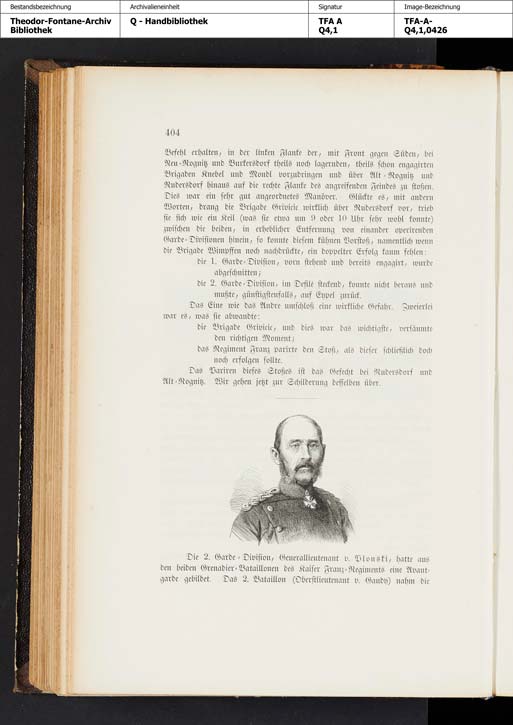 Bestandsbezeichnung
Archivalieneinheit
Signatur
Image-Bezeichnung
Theodor-Fontane-Archiv
Bibliothek
Q - Handbibliothek
TFA A
Q4,1
TFA-A-
Q4,1,0426
404
Befehl erhalten, in der linken Flanke der, mit Front gegen Süden, bei
Neu-Rognitz und Burkersdorf theils noch lagernden, theils schon engagirten
Brigaden Knebel und Mondl vorzudringen und über Alt-Rognitz und
Rudersdorf hinaus auf die rechte Flanke des angreifenden Feindes zu stoßen.
Dies war ein sehr gut angeordnetes Manöver. Glückte es, mit andern
Worten, drang die Brigade Grivicic wirklich über Rudersdorf vor, trieb
sie sich wie ein Keil (was sie etwa um 9 oder 10 Uhr sehr wohl konnte)
zwischen die beiden, in erheblicher Entfernung von einander operirenden
Garde-Divisionen hinein, so konnte diesem kühnen Vorstoß, namentlich wenn
die Brigade Wimpffen noch nachdrückte, ein doppelter Erfolg kaum fehlen:
die 1. Garde-Division, vorn stehend und bereits engagirt, wurde
abgeschnitten;
die 2. Garde-Division, im Defilé steckend, konnte nicht heraus und
mußte, günstigstenfalls, auf Eypel zurück.
Das Eine wie das Andre umschloß eine wirkliche Gefahr. Zweierlei
war es, was sie abwandte:
die Brigade Grivicic, und dies war das wichtigste, versäumte
den richtigen Moment;
das Regiment Franz parirte den Stoß, als dieser schließlich doch
noch erfolgen sollte.
Das Pariren dieses Stoßes ist das Gefecht bei Rudersdorf und
Alt-Rognitz. Wir gehen jetzt zur Schilderung desselben über.
Die 2. Garde-Division, Generallieutenant v. Plonski, hatte aus
den beiden Grenadier-Bataillonen des Kaiser Franz-Regiments eine Avant-
garde gebildet. Das 2. Bataillon (Oberstlieutenant v. Gaudy) nahm die